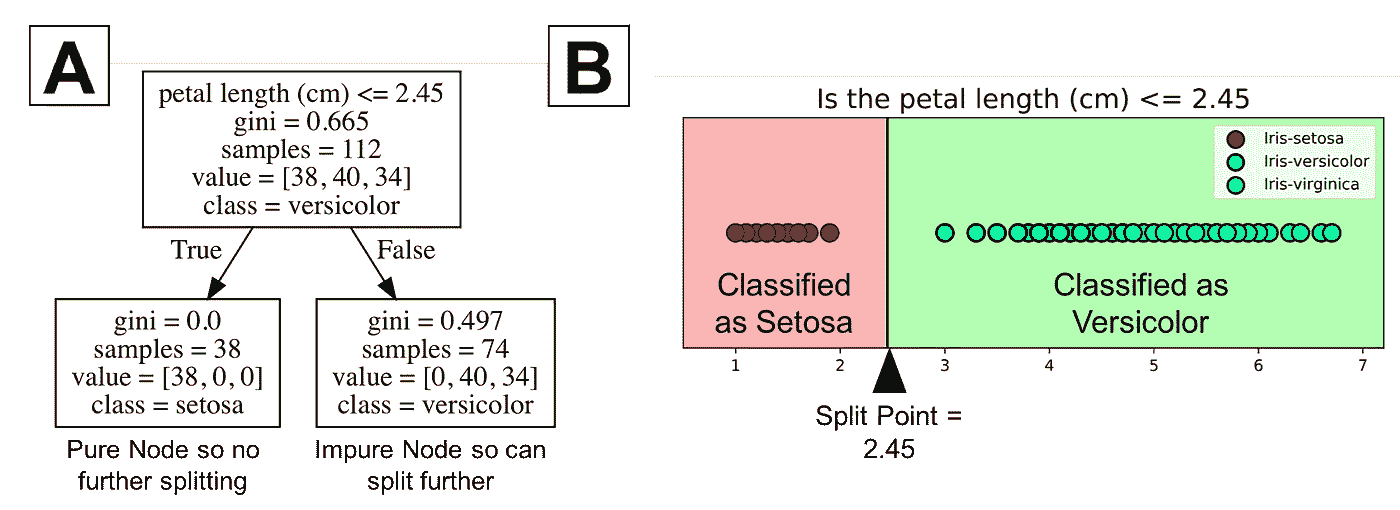 A
petal length (cm) <= 2.45
gini = 0.665
samples = 112
value = [38, 40, 34]
class = versicolor
True
False
gini = 0.0
samples = 38
value = [38, 0, 0]
class = setosa
Pure Node so no
further splitting
gini = 0.497
samples = 74
value = [0, 40, 34]
class = versicolor
Impure Node so can
split further
B
Is the petal length (cm) <= 2.45
Iris-setosa
Iris-versicolor
Iris-virginica
Classified
as Setosa
Classified as
Versicolor
1 2 3 4 5 6 7
Split Point =
2.45